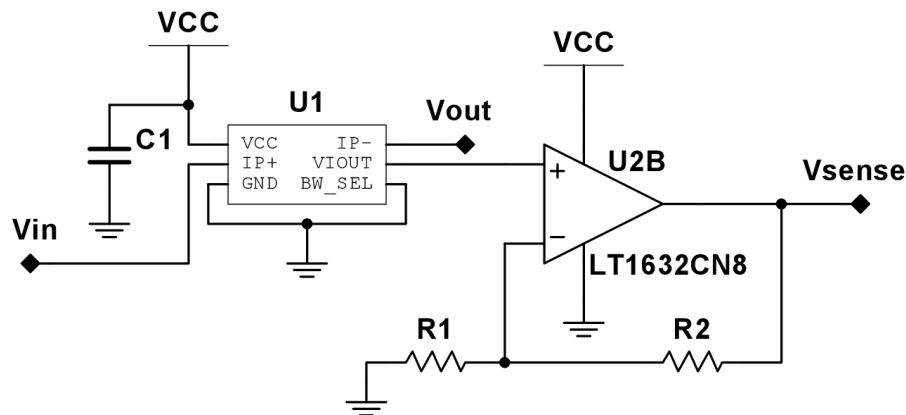 VCC
VCC
U1
Vout
C1
VCC IP-
IP+ VIOUT
GND BW_SEL
+
U2B
Vsense
Vin
−
LT1632CN8
R1
R2